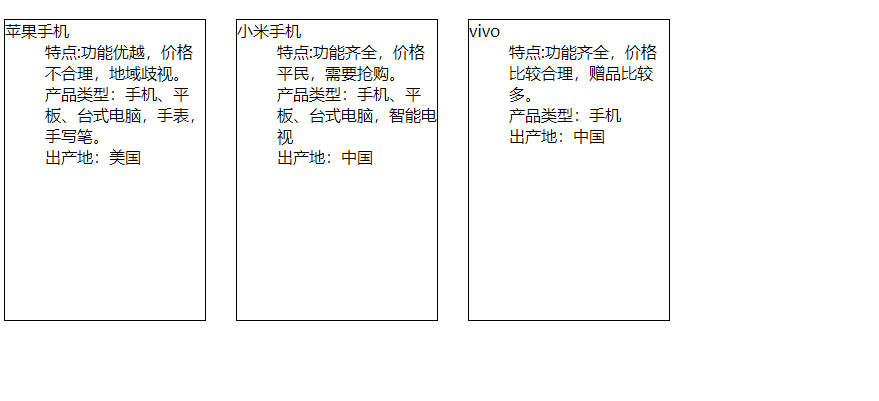 苹果手机
特点:功能优越，价格
不合理，地域歧视。
产品类型：手机、平
板、台式电脑，手表，
手写笔。
出产地：美国
小米手机
特点:功能齐全，价格
平民，需要抢购。
产品类型：手机、平
板、台式电脑，智能电
视
出产地：中国
vivo
特点:功能齐全，价格
比较合理，赠品比较
多。
产品类型：手机
出产地：中国